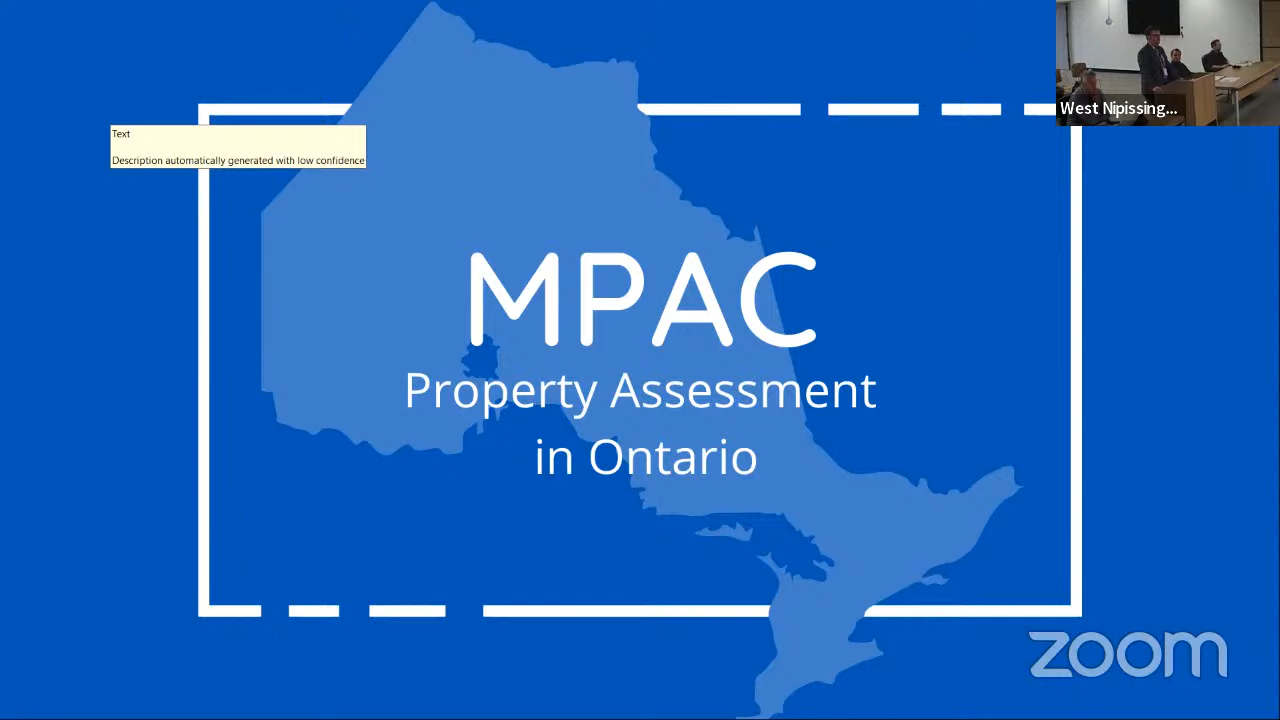 West Nipissing...
Text
Description automatically generated with low confidence
MPAC
Property Assessment
in Ontario
zoom